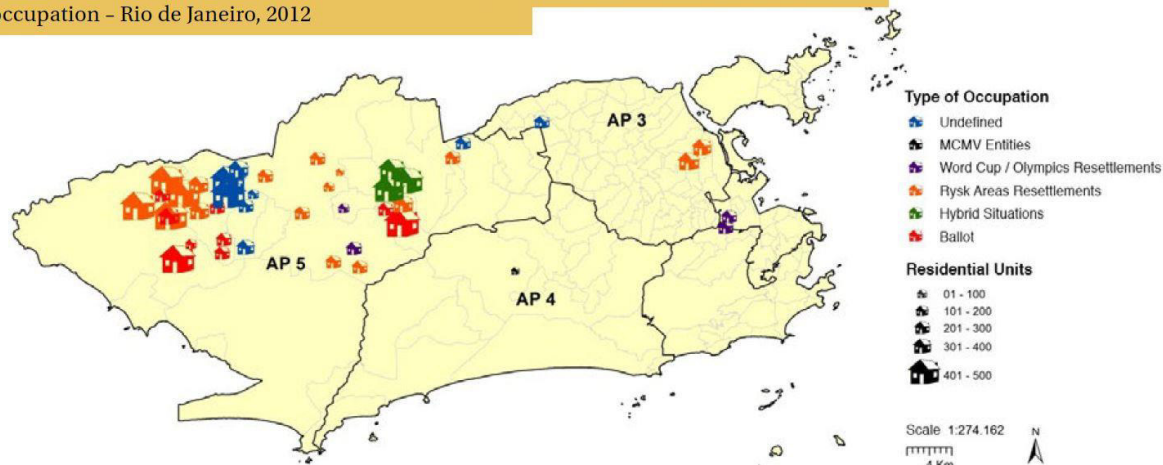 occupation – Rio de Janeiro, 2012
AP 3
AP 5
AP 4
Type of Occupation
Undefined
MCMV Entities
Word Cup / Olympics Resettlements
Rysk Areas Resettlements
Hybrid Situations
Ballot
Residential Units
01 - 100
101 - 200
201 - 300
301 - 400
401 - 500
Scale 1:274.162
N
4 Km